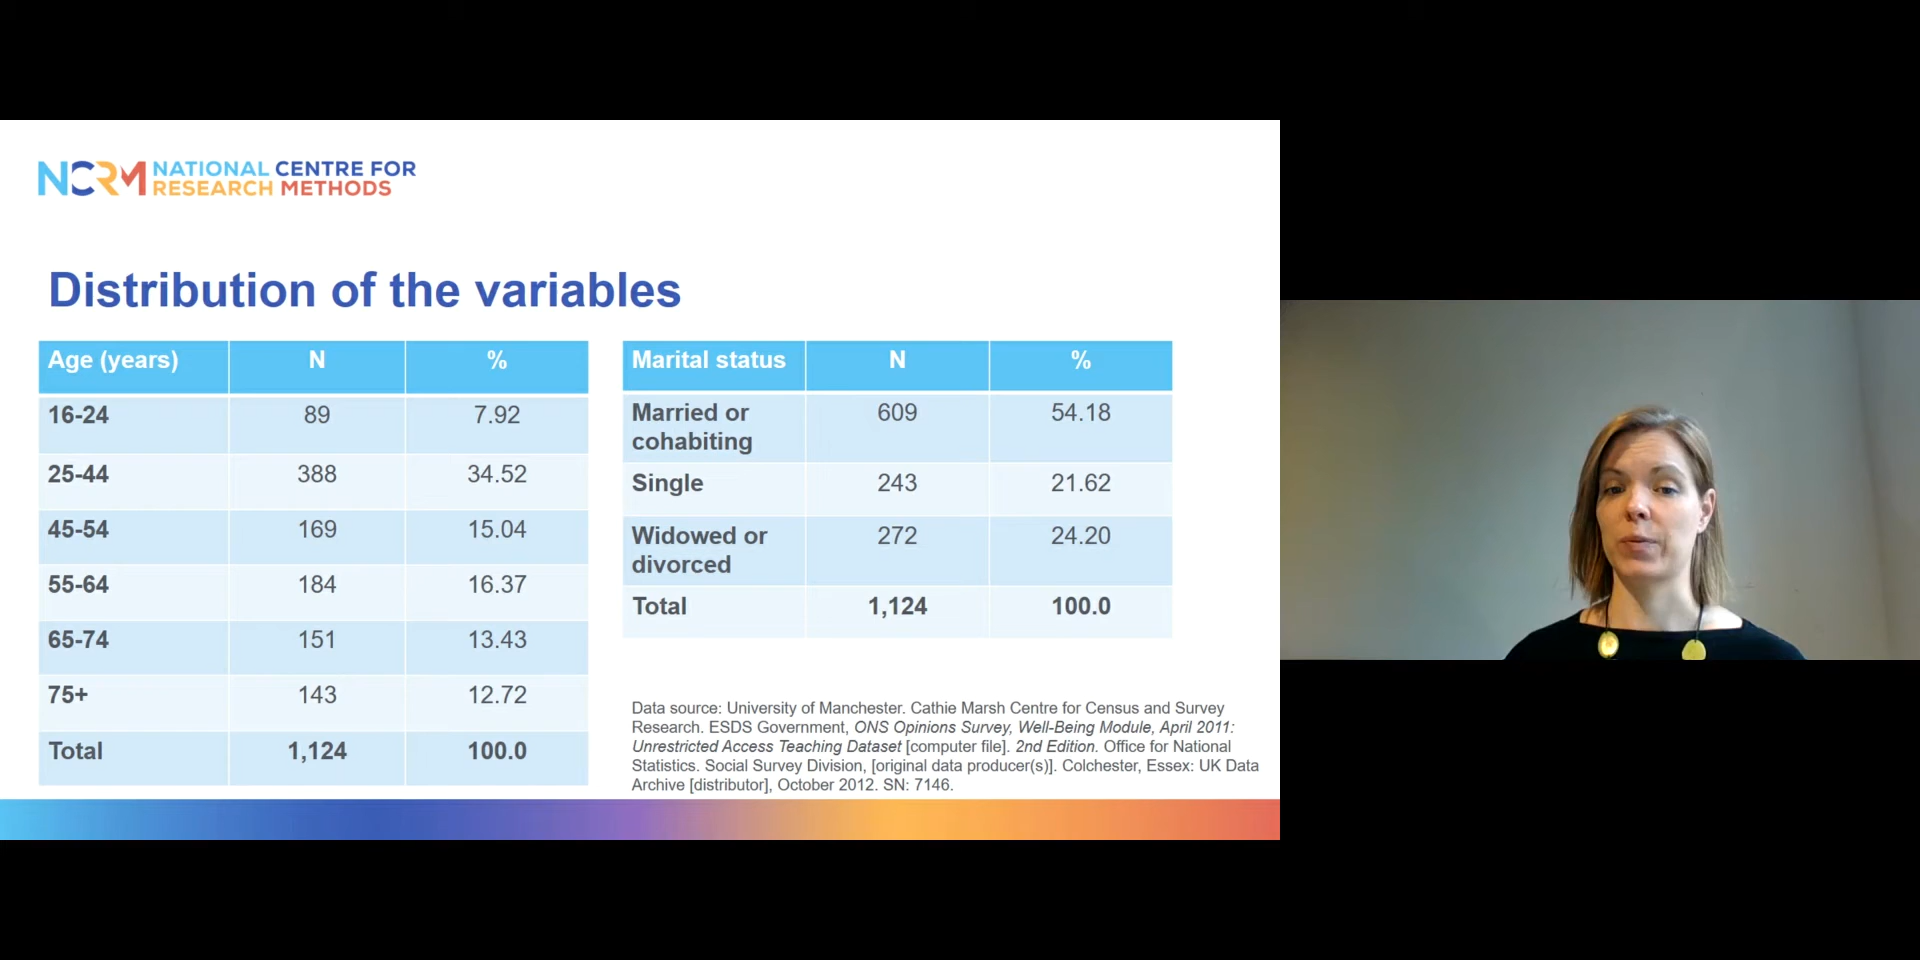 NCRM NATIONAL CENTRE FOR
RESEARCH METHODS
Distribution of the variables
Age (years) N %
16-24 89 7.92
25-44 388 34.52
45-54 169 15.04
55-64 184 16.37
65-74 151 13.43
75+ 143 12.72
Total 1,124 100.0
Marital status N %
Married or
cohabiting 609 54.18
Single 243 21.62
Widowed or
divorced 272 24.20
Total 1,124 100.0
Data source: University of Manchester. Cathie Marsh Centre for Census and Survey
Research. ESDS Government, ONS Opinions Survey, Well-Being Module, April 2011:
Unrestricted Access Teaching Dataset [computer file]. 2nd Edition. Office for National
Statistics. Social Survey Division, [original data producer(s)]. Colchester, Essex: UK Data
Archive [distributor], October 2012. SN: 7146.